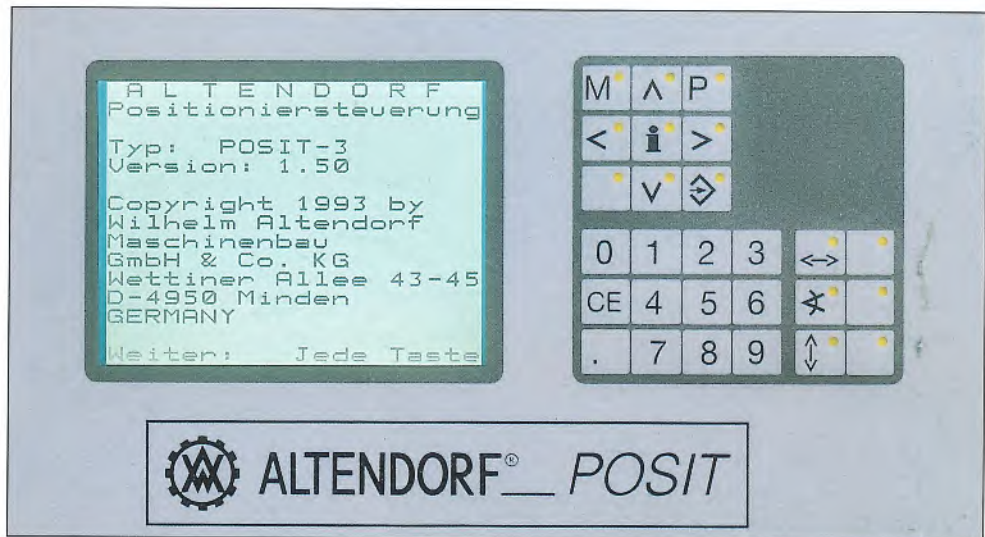 A L T E N D O R F
Positioniersteuerung
Typ: POSIT-3
Version: 1.50
Copyright 1993 by
Wilhelm Altendorf
Maschinenbau
GmbH & Co. KG
Wettiner Allee 43-45
D-4950 Minden
GERMANY
Weiter: Jede Taste
M ^ P
< i >
v
0 1 2 3
CE 4 5 6
. 7 8 9
ALTENDORF®__ POSIT